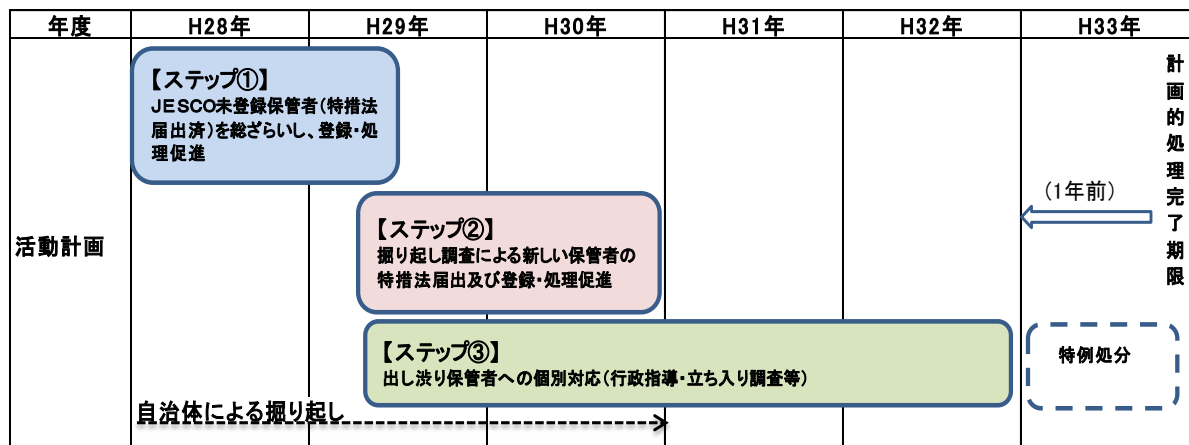 年度 H28年 H29年 H30年 H31年 H32年 H33年
活動計画
【ステップ①】
JESCO未登録保管者(特措法
届出済)を総ざらいし、登録・処
理促進
【ステップ②】
掘り起し調査による新しい保管者の
特措法届出及び登録・処理促進
【ステップ③】
出し渋り保管者への個別対応(行政指導・立ち入り調査等)
自治体による掘り起し
(1年前)
計画的処理完了期限
特例処分